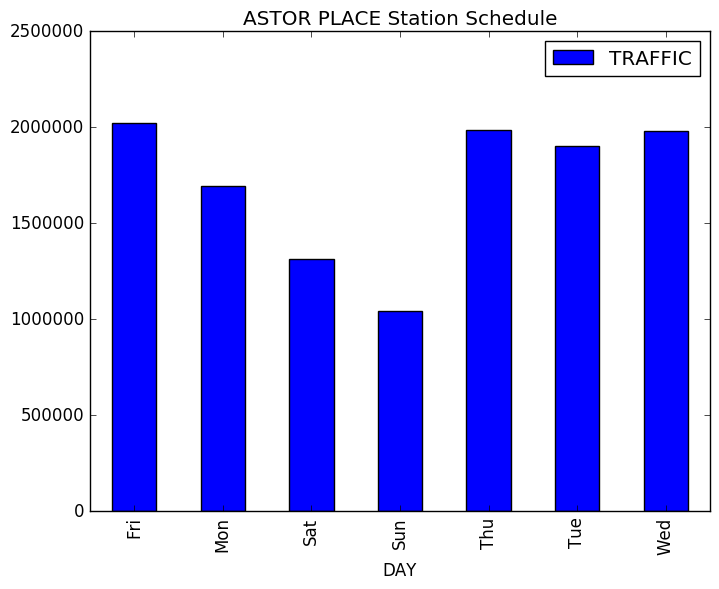 ASTOR PLACE Station Schedule
TRAFFIC
2500000
2000000
1500000
1000000
500000
0
Fri
Mon
Sat
Sun
Thu
Tue
Wed
DAY